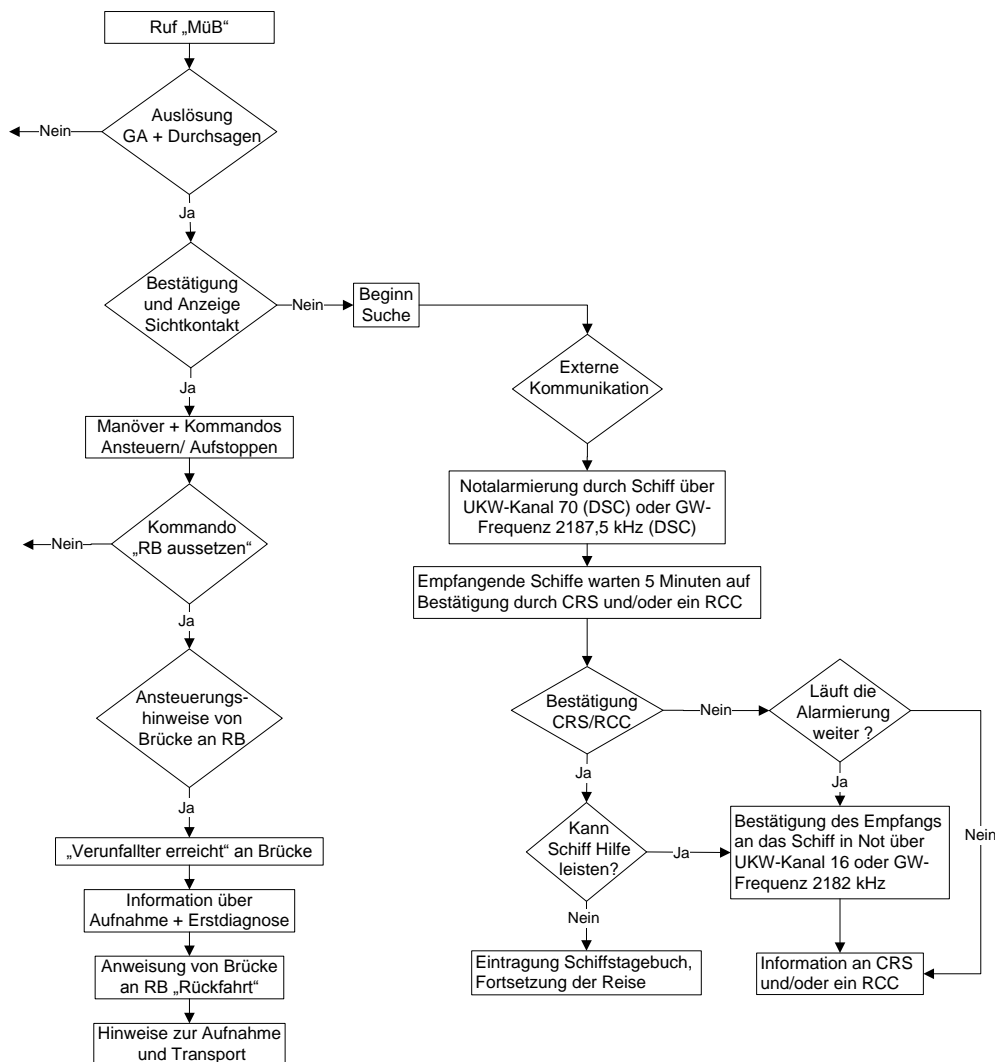 Ruf „MüB“
Auslösung
GA + Durchsagen
Nein
Ja
Bestätigung
und Anzeige
Sichtkontakt
Nein
Beginn
Suche
Ja
Externe
Kommunikation
Manöver + Kommandos
Ansteuern/ Aufstoppen
Notalarmierung durch Schiff über
UKW-Kanal 70 (DSC) oder GW-
Frequenz 2187,5 kHz (DSC)
Kommando
„RB aussetzen“
Nein
Ja
Empfangende Schiffe warten 5 Minuten auf
Bestätigung durch CRS und/oder ein RCC
Ansteuerungs-
hinweise von
Brücke an RB
Ja
Bestätigung
CRS/RCC
Nein
Läuft die
Alarmierung
weiter ?
Ja
Ja
Nein
„Verunfallter erreicht“ an Brücke
Kann
Schiff Hilfe
leisten?
Ja
Bestätigung des Empfangs
an das Schiff in Not über
UKW-Kanal 16 oder GW-
Frequenz 2182 kHz
Information über
Aufnahme + Erstdiagnose
Nein
Anweisung von Brücke
an RB „Rückfahrt“
Eintragung Schiffstagebuch,
Fortsetzung der Reise
Information an CRS
und/oder ein RCC
Hinweise zur Aufnahme
und Transport